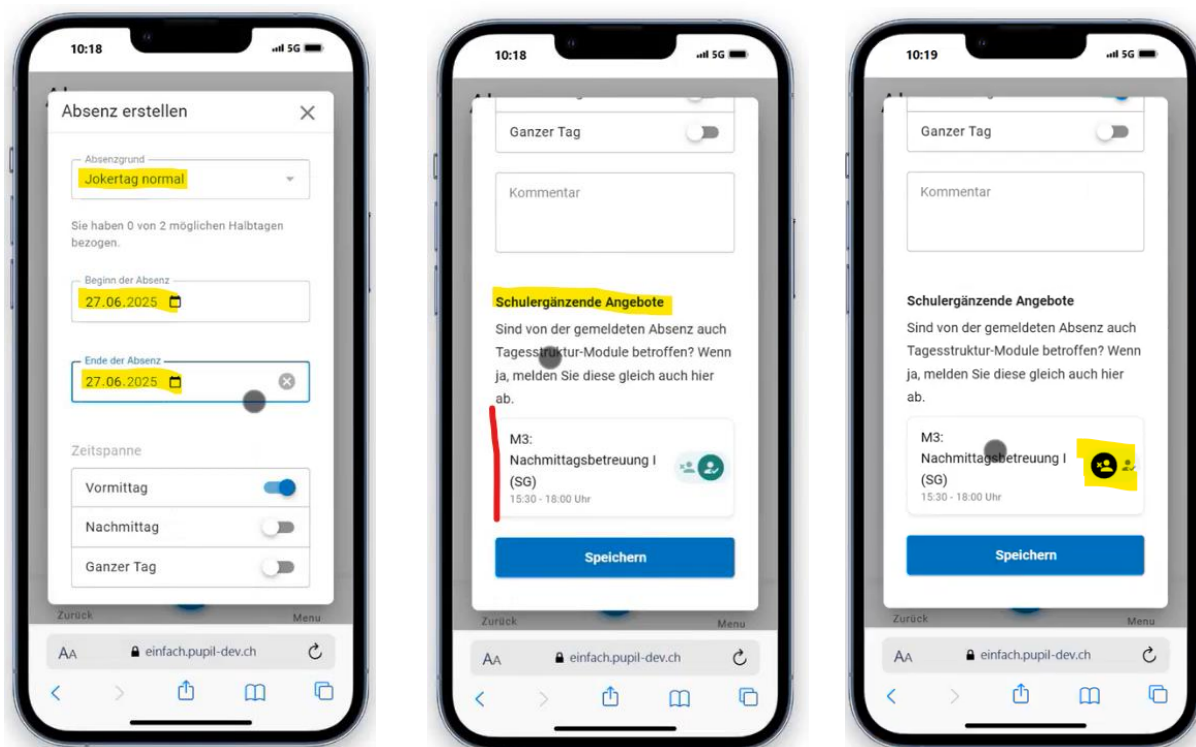 10:18
5G
Absenz erstellen
Absenzgrund
Jokertag normal
Sie haben 0 von 2 möglichen Halbtagen
bezogen.
Beginn der Absenz
27.06.2025
Ende der Absenz
27.06.2025
Zeitspanne
Vormittag
Nachmittag
Ganzer Tag
Zurück
Menu
AA
einfach.pupil-dev.ch
10:18
5G
Ganzer Tag
Kommentar
Schulergänzende Angebote
Sind von der gemeldeten Absenz auch
Tagesstruktur-Module betroffen? Wenn
ja, melden Sie diese gleich auch hier
ab.
M3:
Nachmittagsbetreuung I
(SG)
15:30 - 18:00 Uhr
Speichern
Zurück
Menu
AA
einfach.pupil-dev.ch
10:19
5G
Ganzer Tag
Kommentar
Schulergänzende Angebote
Sind von der gemeldeten Absenz auch
Tagesstruktur-Module betroffen? Wenn
ja, melden Sie diese gleich auch hier
ab.
M3:
Nachmittagsbetreuung I
(SG)
15:30 - 18:00 Uhr
Speichern
Zurück
Menu
AA
einfach.pupil-dev.ch